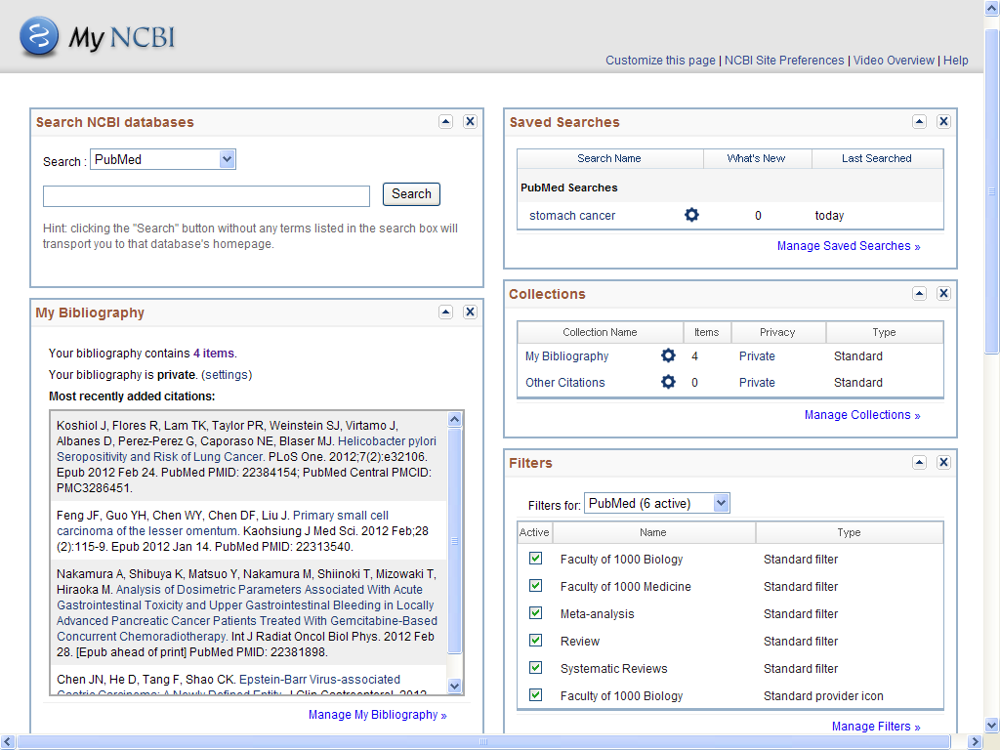 My NCBI
Customize this page | NCBI Site Preferences | Video Overview | Help
Search NCBI databases
Search : PubMed
Search
Hint: clicking the "Search" button without any terms listed in the search box will
transport you to that database's homepage.
My Bibliography
Your bibliography contains 4 items.
Your bibliography is private. (settings)
Most recently added citations:
Koshiol J, Flores R, Lam TK, Taylor PR, Weinstein SJ, Virtamo J,
Albanes D, Perez-Perez G, Caporaso NE, Blaser MJ. Helicobacter pylori
Seropositivity and Risk of Lung Cancer. PLoS One. 2012;7(2):e32106.
Epub 2012 Feb 24. PubMed PMID: 22384154; PubMed Central PMCID:
PMC3286451.
Feng JF, Guo YH, Chen WY, Chen DF, Liu J. Primary small cell
carcinoma of the lesser omentum. Kaohsiung J Med Sci. 2012 Feb;28
(2):115-9. Epub 2012 Jan 14. PubMed PMID: 22313540.
Nakamura A, Shibuya K, Matsuo Y, Nakamura M, Shiinoki T, Mizowaki T,
Hiraoka M. Analysis of Dosimetric Parameters Associated With Acute
Gastrointestinal Toxicity and Upper Gastrointestinal Bleeding in Locally
Advanced Pancreatic Cancer Patients Treated With Gemcitabine-Based
Concurrent Chemoradiotherapy. Int J Radiat Oncol Biol Phys. 2012 Feb
28. [Epub ahead of print] PubMed PMID: 22381898.
Chen JN, He D, Tang F, Shao CK. Epstein-Barr Virus-associated
Gastric Carcinoma: A Newly Defined Entity. J Clin Gastroenterol. 2012
Manage My Bibliography »
Saved Searches
Search Name What's New Last Searched
PubMed Searches
stomach cancer 0 today
Manage Saved Searches »
Collections
Collection Name Items Privacy Type
My Bibliography 4 Private Standard
Other Citations 0 Private Standard
Manage Collections »
Filters
Filters for: PubMed (6 active)
Active Name Type
Faculty of 1000 Biology Standard filter
Faculty of 1000 Medicine Standard filter
Meta-analysis Standard filter
Review Standard filter
Systematic Reviews Standard filter
Faculty of 1000 Biology Standard provider icon
Manage Filters »